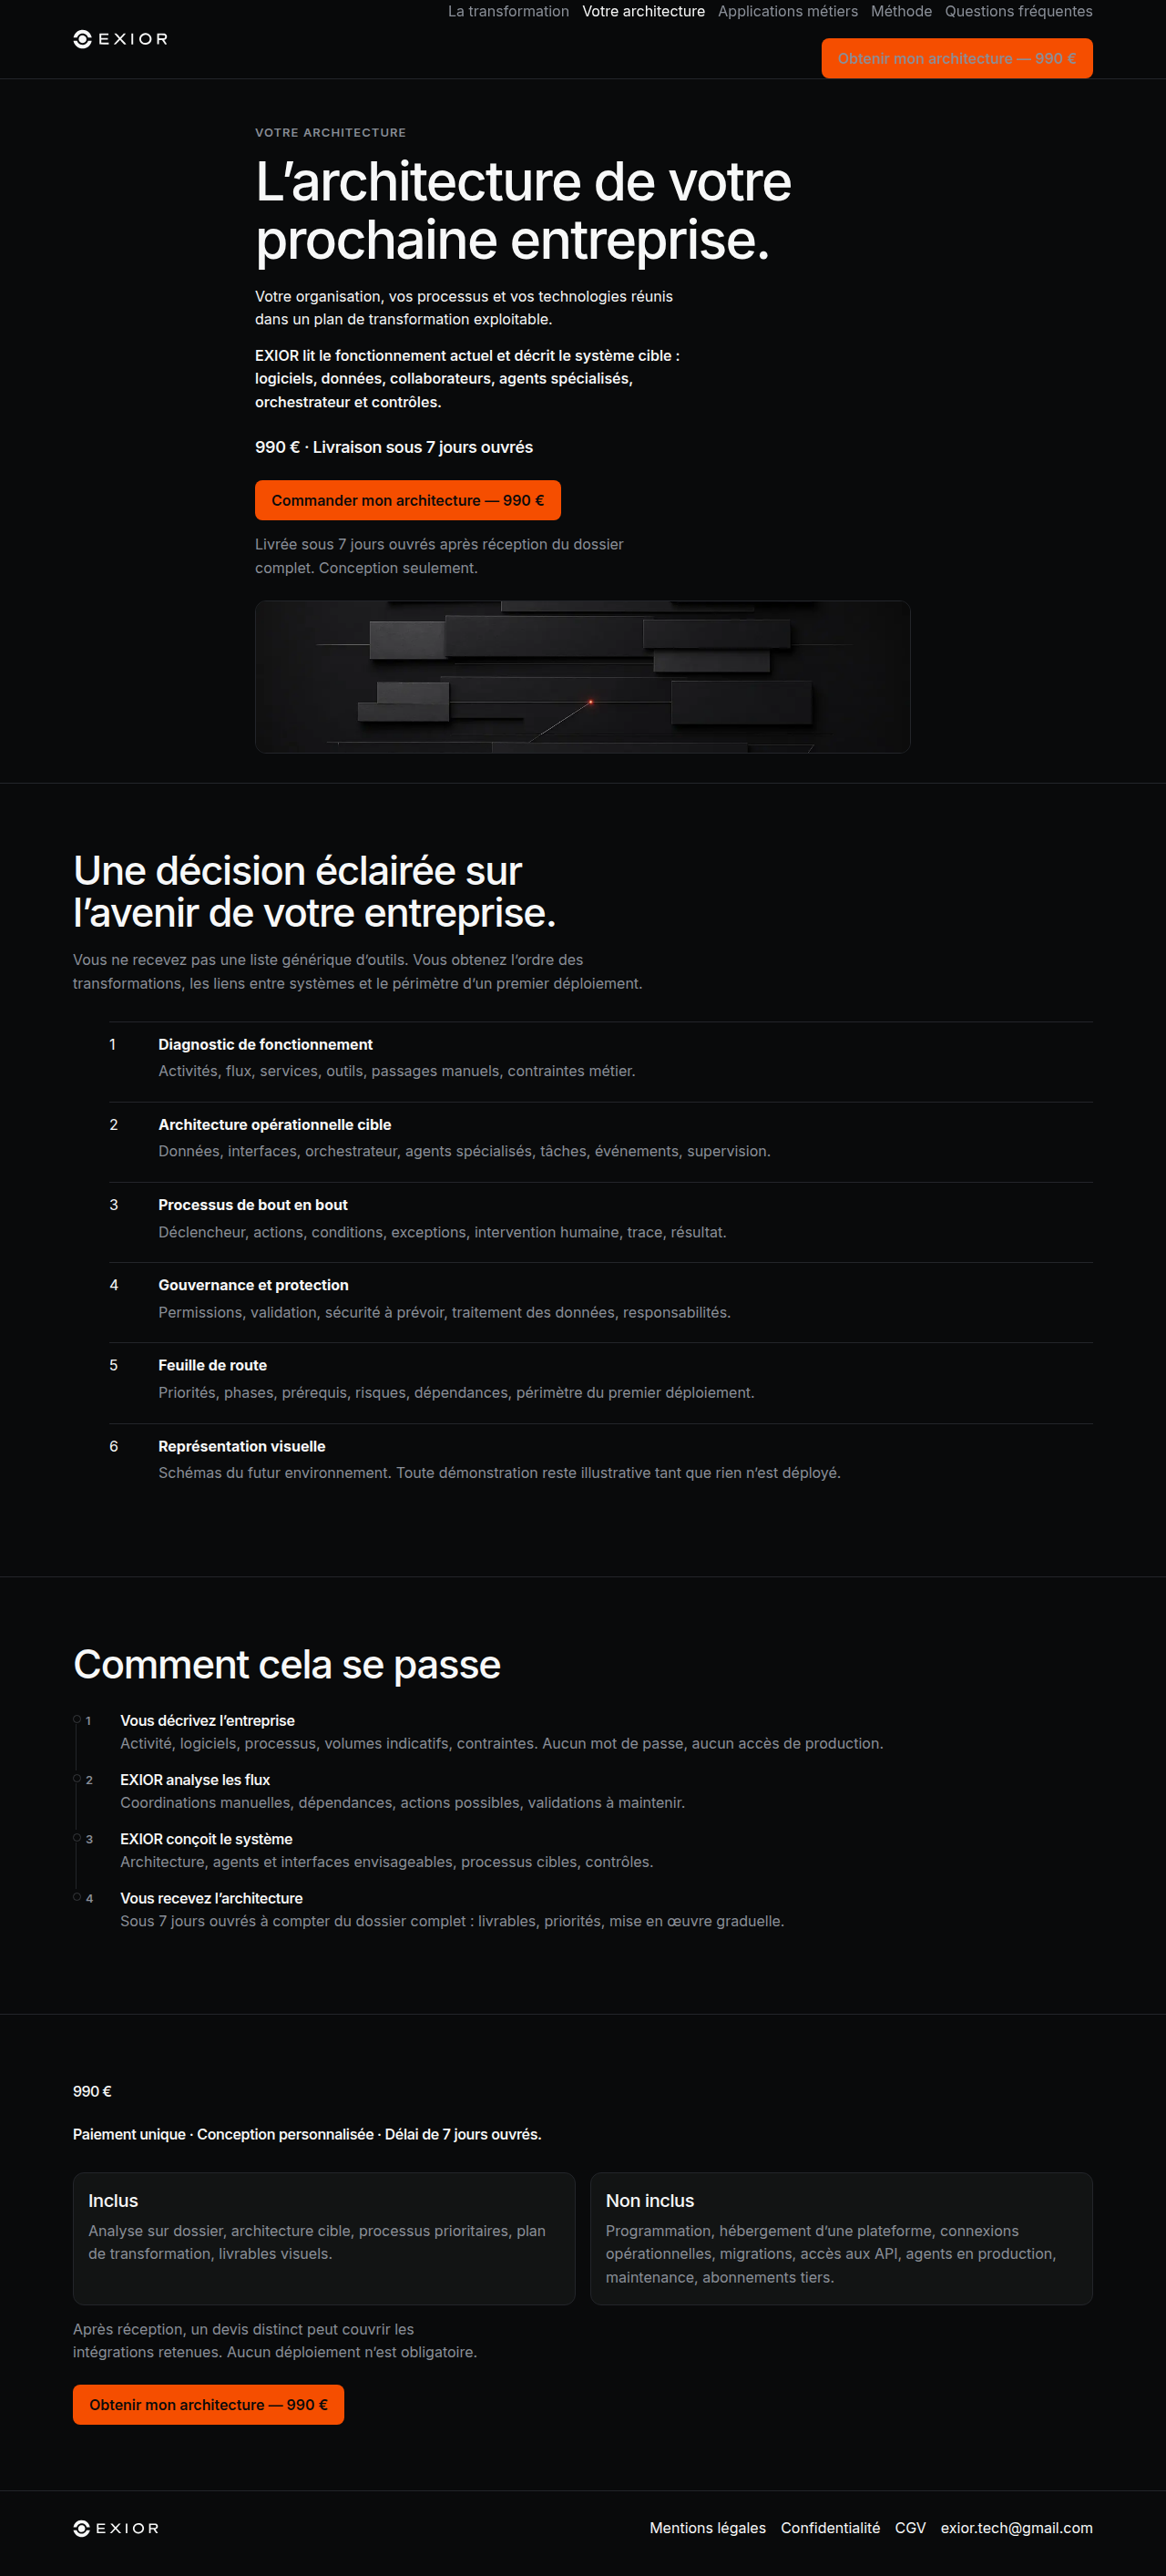 La transformation Votre architecture Applications métiers Méthode Questions fréquentes
EXIOR
Obtenir mon architecture — 990 €
VOTRE ARCHITECTURE
L’architecture de votre
prochaine entreprise.
Votre organisation, vos processus et vos technologies réunis
dans un plan de transformation exploitable.
EXIOR lit le fonctionnement actuel et décrit le système cible :
logiciels, données, collaborateurs, agents spécialisés,
orchestrateur et contrôles.
990 € · Livraison sous 7 jours ouvrés
Commander mon architecture — 990 €
Livrée sous 7 jours ouvrés après réception du dossier
complet. Conception seulement.
Une décision éclairée sur
l’avenir de votre entreprise.
Vous ne recevez pas une liste générique d’outils. Vous obtenez l’ordre des
transformations, les liens entre systèmes et le périmètre d’un premier déploiement.
1 Diagnostic de fonctionnement
Activités, flux, services, outils, passages manuels, contraintes métier.
2 Architecture opérationnelle cible
Données, interfaces, orchestrateur, agents spécialisés, tâches, événements, supervision.
3 Processus de bout en bout
Déclencheur, actions, conditions, exceptions, intervention humaine, trace, résultat.
4 Gouvernance et protection
Permissions, validation, sécurité à prévoir, traitement des données, responsabilités.
5 Feuille de route
Priorités, phases, prérequis, risques, dépendances, périmètre du premier déploiement.
6 Représentation visuelle
Schémas du futur environnement. Toute démonstration reste illustrative tant que rien n’est déployé.
Comment cela se passe
1 Vous décrivez l’entreprise
Activité, logiciels, processus, volumes indicatifs, contraintes. Aucun mot de passe, aucun accès de production.
2 EXIOR analyse les flux
Coordinations manuelles, dépendances, actions possibles, validations à maintenir.
3 EXIOR conçoit le système
Architecture, agents et interfaces envisageables, processus cibles, contrôles.
4 Vous recevez l’architecture
Sous 7 jours ouvrés à compter du dossier complet : livrables, priorités, mise en œuvre graduelle.
990 €
Paiement unique · Conception personnalisée · Délai de 7 jours ouvrés.
Inclus
Analyse sur dossier, architecture cible, processus prioritaires, plan
de transformation, livrables visuels.
Non inclus
Programmation, hébergement d’une plateforme, connexions
opérationnelles, migrations, accès aux API, agents en production,
maintenance, abonnements tiers.
Après réception, un devis distinct peut couvrir les
intégrations retenues. Aucun déploiement n’est obligatoire.
Obtenir mon architecture — 990 €
EXIOR
Mentions légales Confidentialité CGV exior.tech@gmail.com